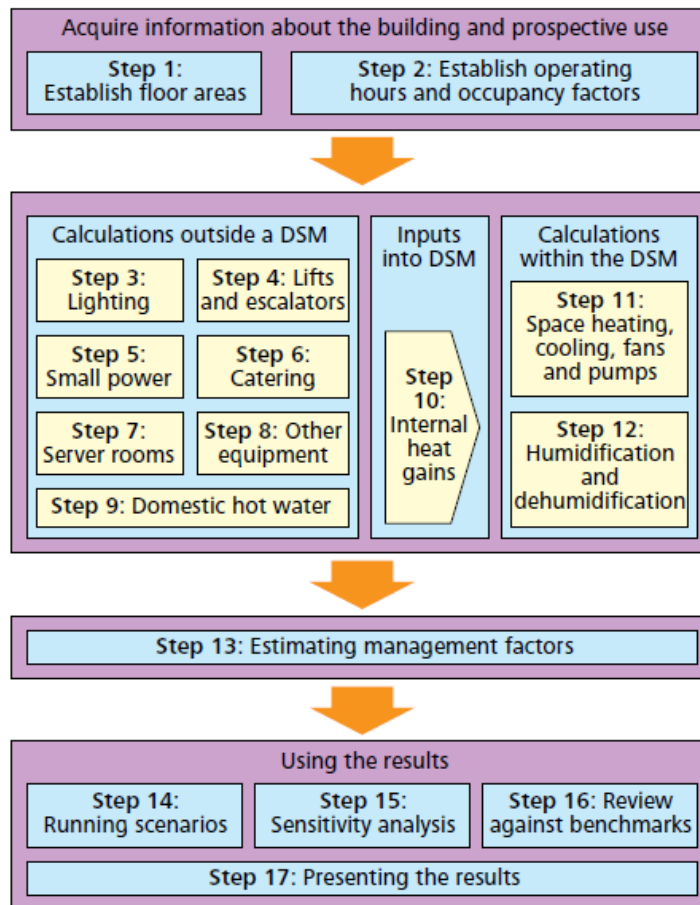 Acquire information about the building and prospective use
Step 1:
Establish floor areas
Step 2: Establish operating
hours and occupancy factors
Calculations outside a DSM
Step 3:
Lighting
Step 4: Lifts
and escalators
Step 5:
Small power
Step 6:
Catering
Step 7:
Server rooms
Step 8: Other
equipment
Step 9: Domestic hot water
Inputs
into DSM
Step
10:
Internal
heat
gains
Calculations
within the DSM
Step 11:
Space heating,
cooling, fans
and pumps
Step 12:
Humidification
and
dehumidification
Step 13: Estimating management factors
Using the results
Step 14:
Running scenarios
Step 15:
Sensitivity analysis
Step 16: Review
against benchmarks
Step 17: Presenting the results